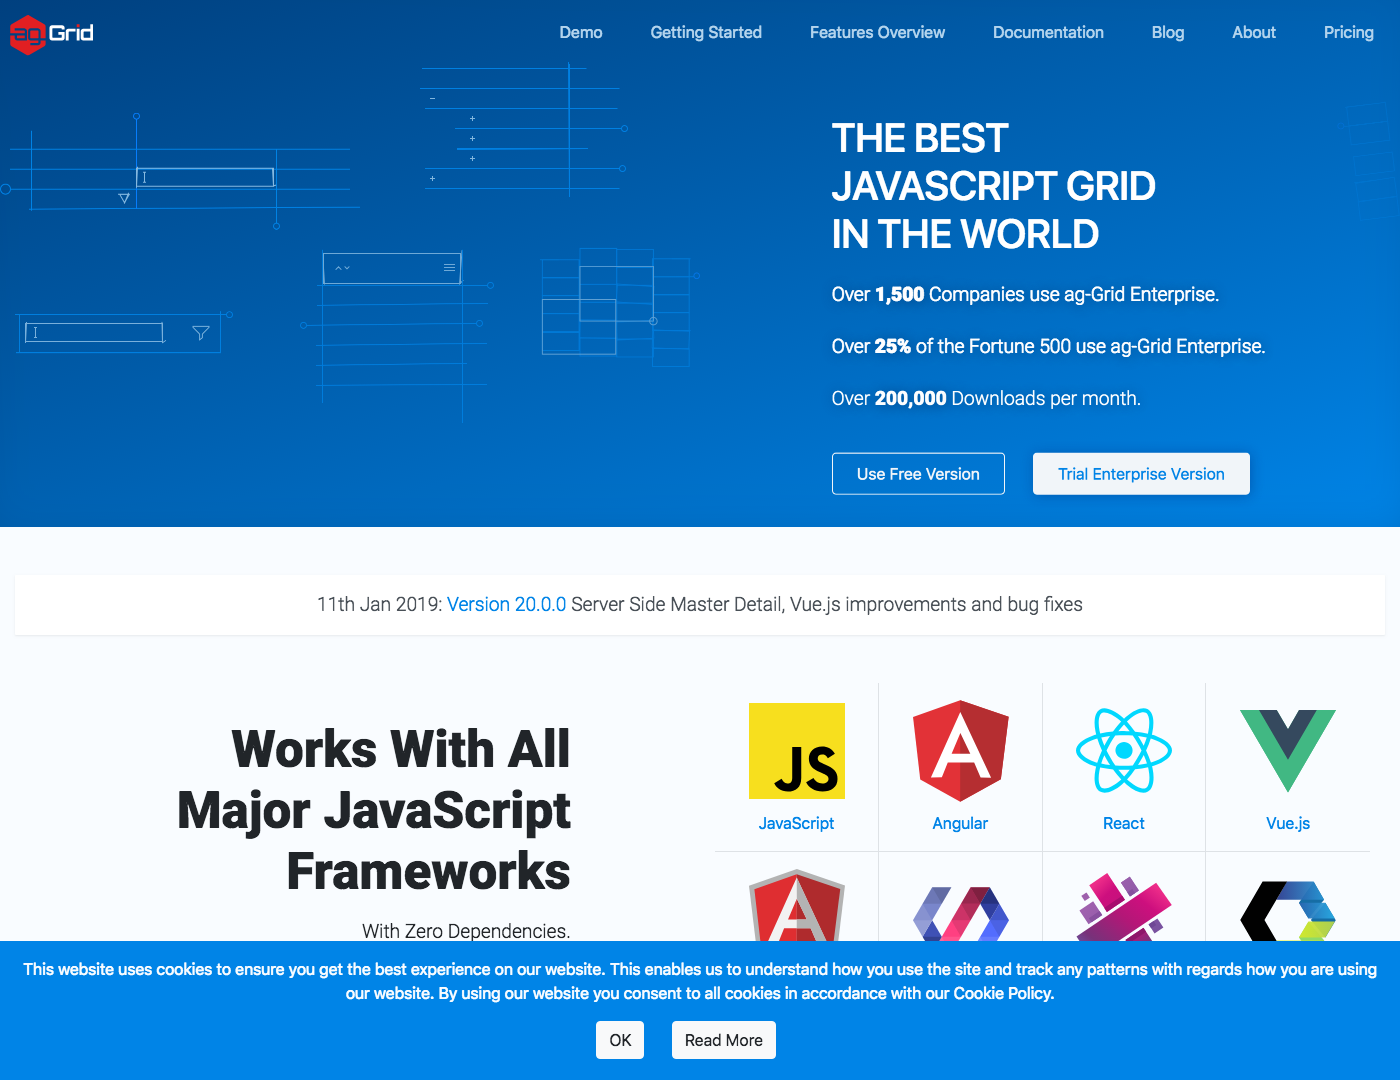 ag-Grid
Demo
Getting Started
Features Overview
Documentation
Blog
About
Pricing
THE BEST
JAVASCRIPT GRID
IN THE WORLD
Over 1,500 Companies use ag-Grid Enterprise.
Over 25% of the Fortune 500 use ag-Grid Enterprise.
Over 200,000 Downloads per month.
Use Free Version
Trial Enterprise Version
11th Jan 2019: Version 20.0.0 Server Side Master Detail, Vue.js improvements and bug fixes
Works With All
Major JavaScript
Frameworks
With Zero Dependencies.
JS
JavaScript
A
Angular
React
Vue.js
A
This website uses cookies to ensure you get the best experience on our website. This enables us to understand how you use the site and track any patterns with regards how you are using
our website. By using our website you consent to all cookies in accordance with our Cookie Policy.
OK
Read More